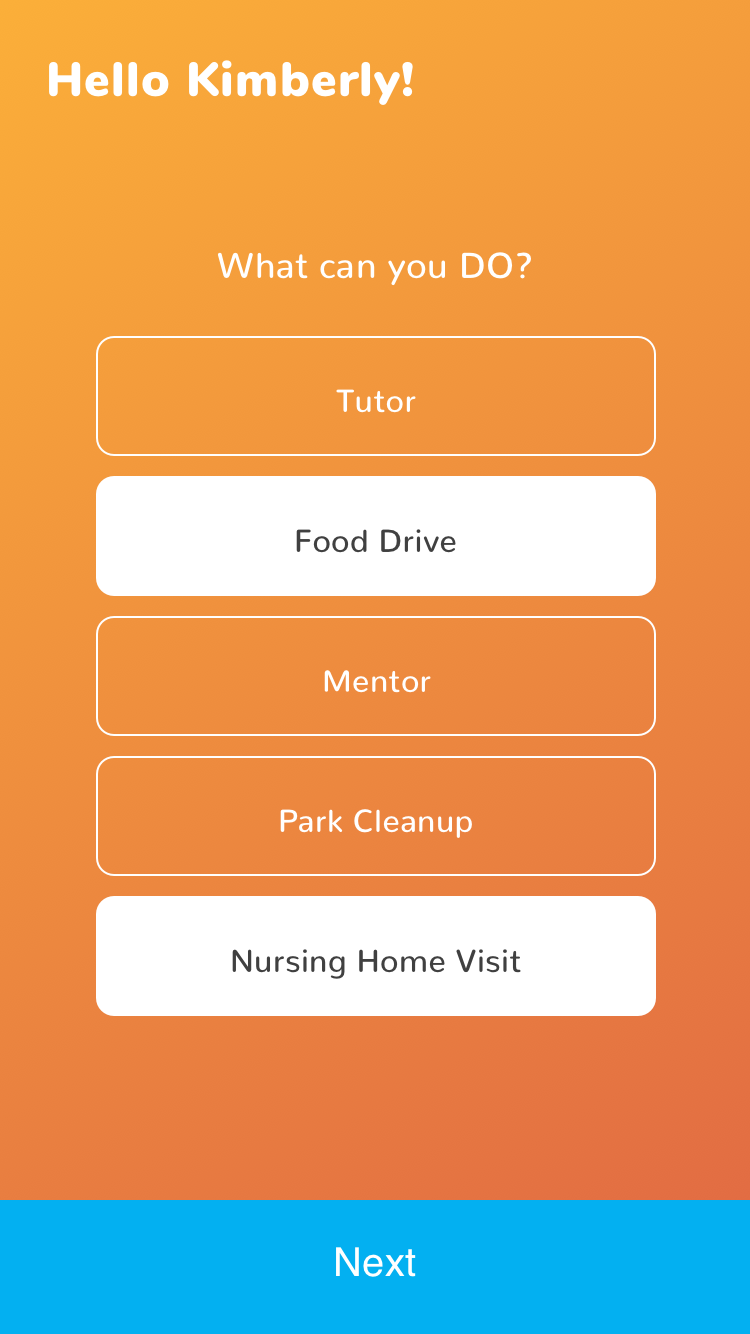 Hello Kimberly!
What can you DO?
Tutor
Food Drive
Mentor
Park Cleanup
Nursing Home Visit
Next